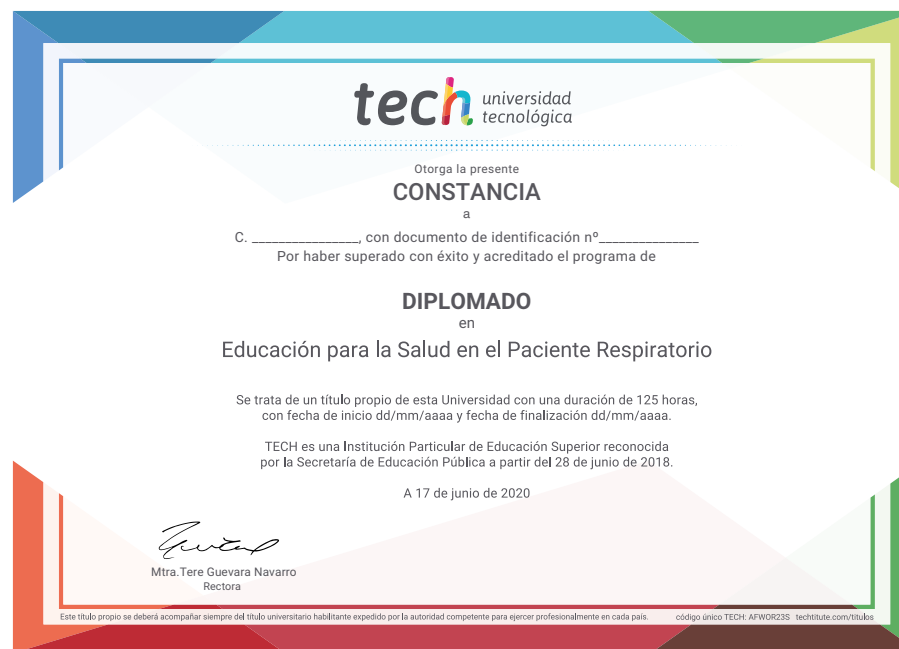 tech universidad
tecnológica
Otorga la presente
CONSTANCIA
a
C. ________________, con documento de identificación nº_______________
Por haber superado con éxito y acreditado el programa de
DIPLOMADO
en
Educación para la Salud en el Paciente Respiratorio
Se trata de un título propio de esta Universidad con una duración de 125 horas,
con fecha de inicio dd/mm/aaaa y fecha de finalización dd/mm/aaaa.
TECH es una Institución Particular de Educación Superior reconocida
por la Secretaría de Educación Pública a partir del 28 de junio de 2018.
A 17 de junio de 2020
Mtra.Tere Guevara Navarro
Rectora
Este título propio se deberá acompañar siempre del título universitario habilitante expedido por la autoridad competente para ejercer profesionalmente en cada país. código único TECH: AFWOR23S techtitute.com/titulos